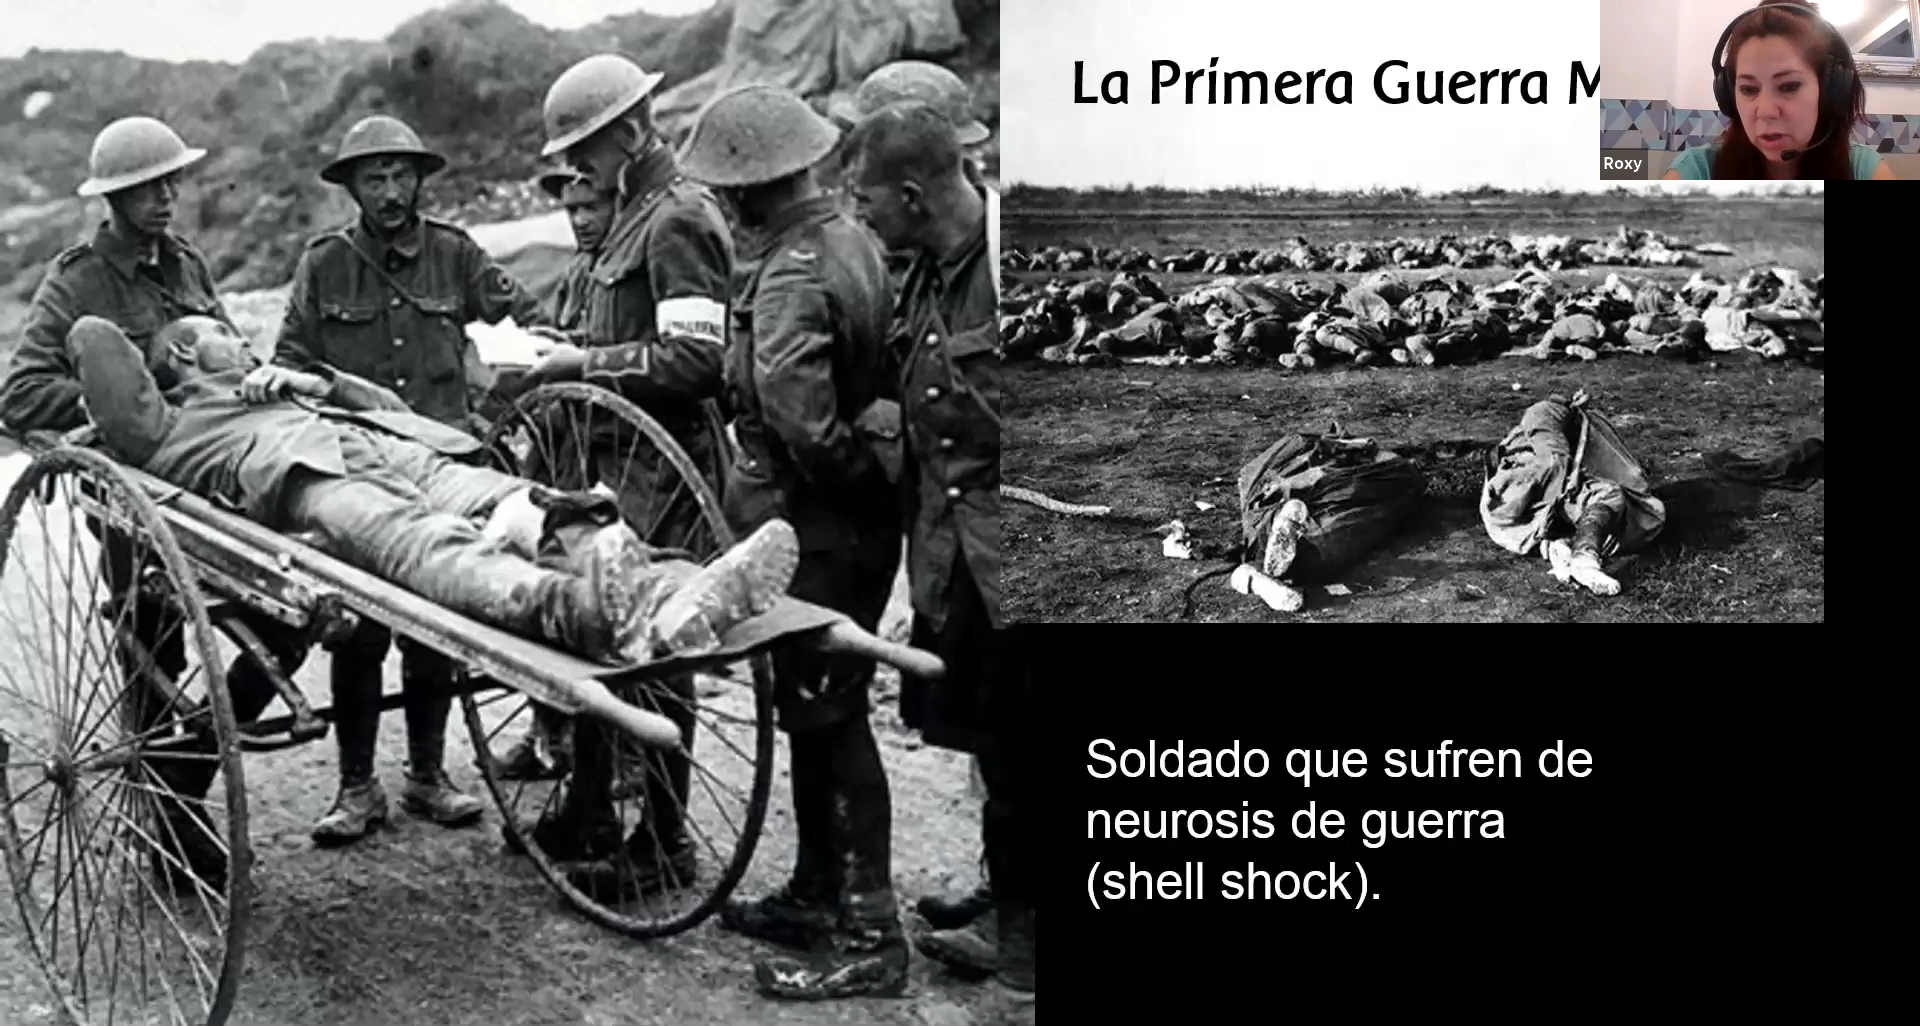 La Prímera Guerra M
Roxy
Soldado que sufren de
neurosis de guerra
(shell shock).